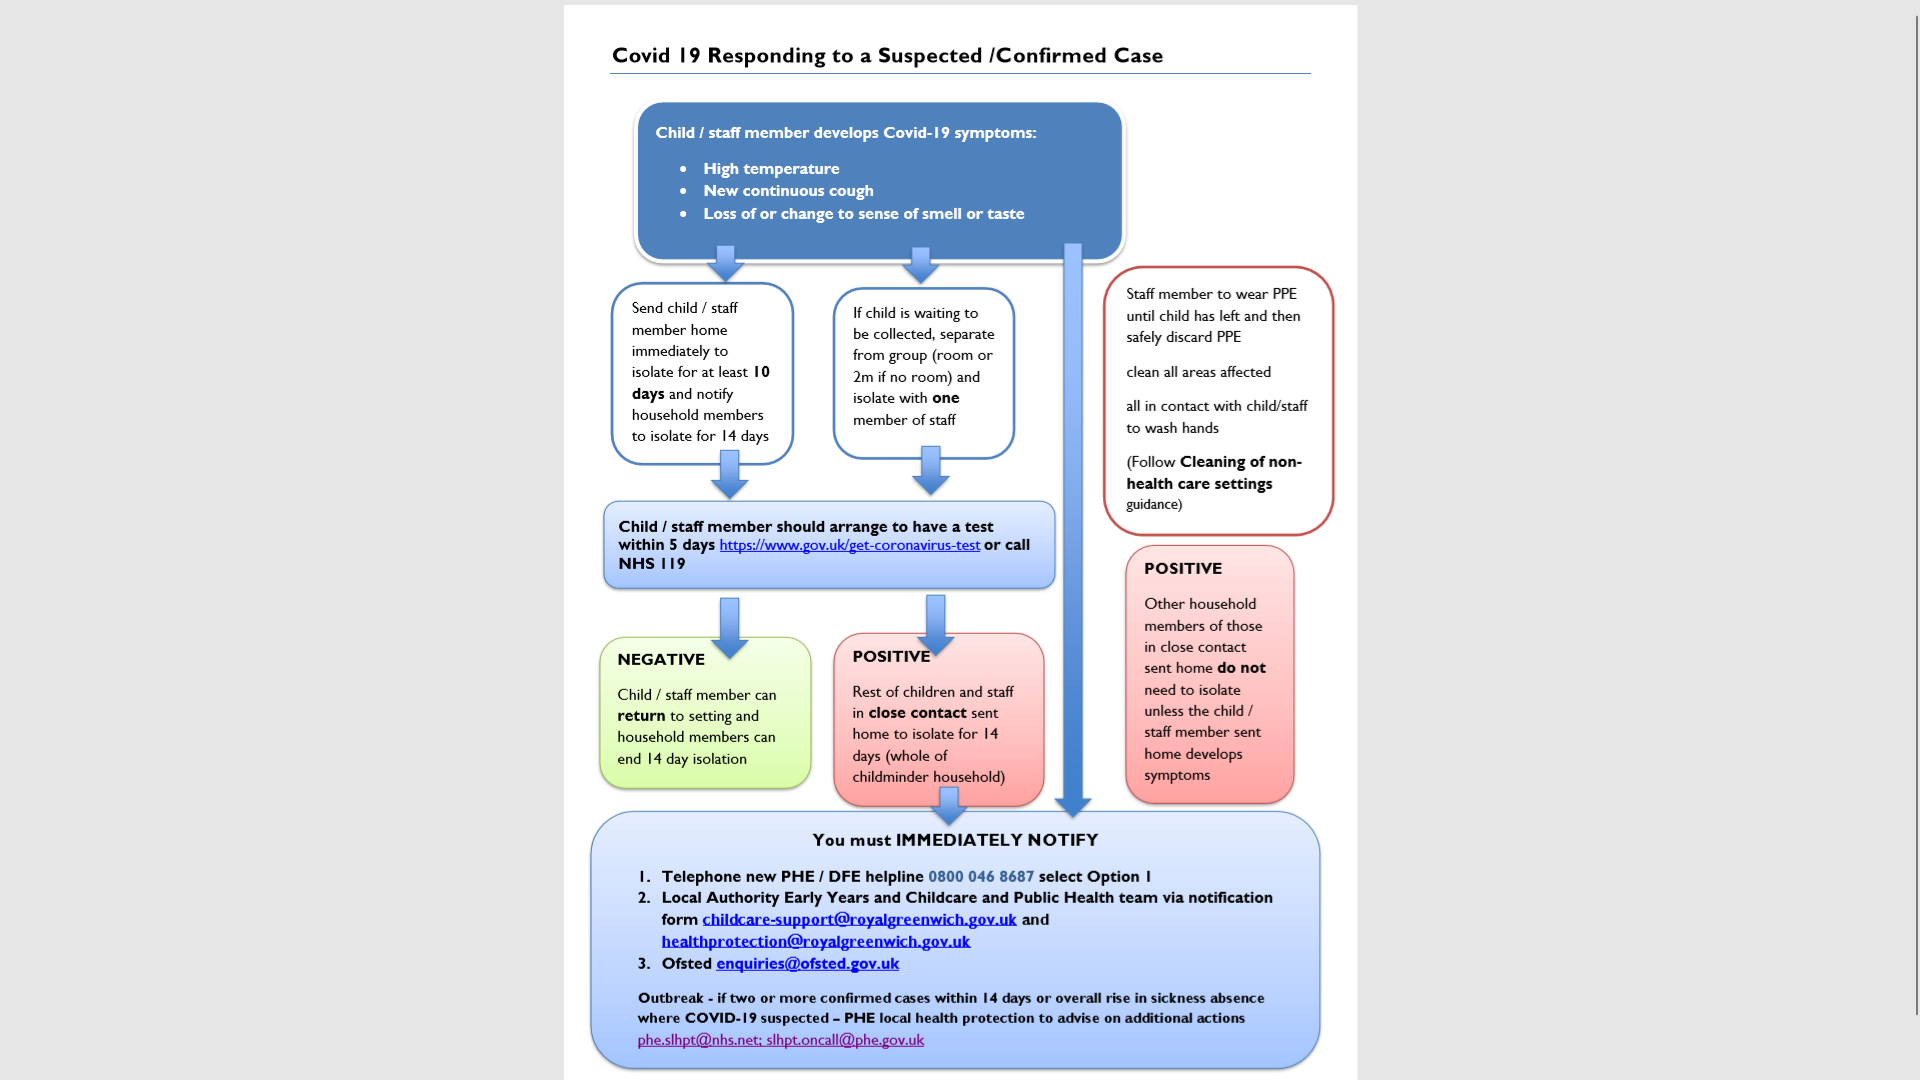 Covid 19 Responding to a Suspected /Confirmed Case
Child / staff member develops Covid-19 symptoms:
• High temperature
• New continuous cough
• Loss of or change to sense of smell or taste
Send child / staff
member home
immediately to
isolate for at least 10
days and notify
household members
to isolate for 14 days
If child is waiting to
be collected, separate
from group (room or
2m if no room) and
isolate with one
member of staff
Staff member to wear PPE
until child has left and then
safely discard PPE
clean all areas affected
all in contact with child/staff
to wash hands
(Follow Cleaning of non-
health care settings
guidance)
Child / staff member should arrange to have a test
within 5 days https://www.gov.uk/get-coronavirus-test or call
NHS 119
NEGATIVE
Child / staff member can
return to setting and
household members can
end 14 day isolation
POSITIVE
Rest of children and staff
in close contact sent
home to isolate for 14
days (whole of
childminder household)
POSITIVE
Other household
members of those
in close contact
sent home do not
need to isolate
unless the child /
staff member sent
home develops
symptoms
You must IMMEDIATELY NOTIFY
1. Telephone new PHE / DFE helpline 0800 046 8687 select Option 1
2. Local Authority Early Years and Childcare and Public Health team via notification
form childcare-support@royalgreenwich.gov.uk and
healthprotection@royalgreenwich.gov.uk
3. Ofsted enquiries@ofsted.gov.uk
Outbreak - if two or more confirmed cases within 14 days or overall rise in sickness absence
where COVID-19 suspected – PHE local health protection to advise on additional actions
phe.slhpt@nhs.net; slhpt.oncall@phe.gov.uk